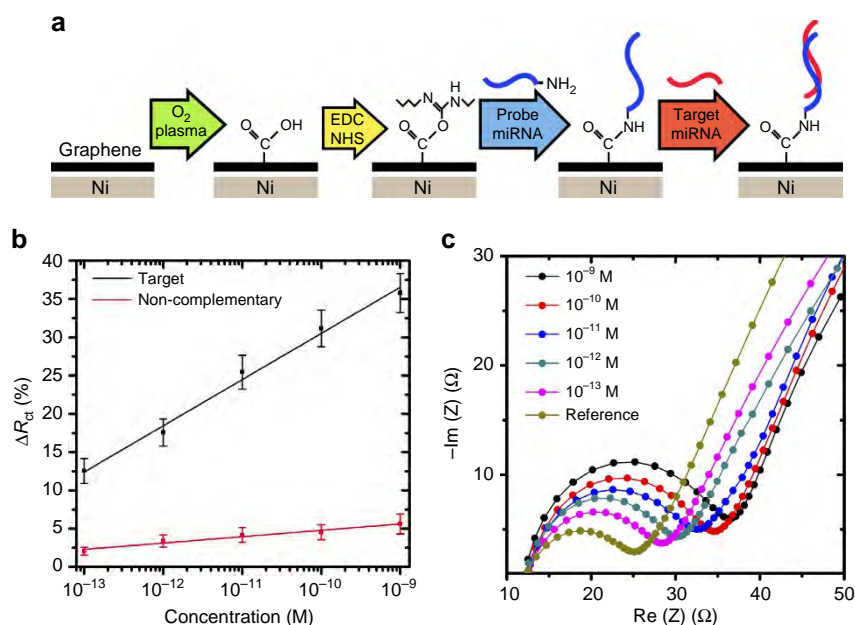 a
O₂ plasma
EDC NHS
Probe miRNA
Target miRNA
Graphene
Ni
O
OH
Ni
N
H
N
O
O
Ni
NH₂
O
NH
Ni
O
NH
Ni
b
Target
Non-complementary
ΔRct (%)
40
35
30
25
20
15
10
5
0
10⁻¹³
10⁻¹²
10⁻¹¹
10⁻¹⁰
10⁻⁹
Concentration (M)
c
10⁻⁹ M
10⁻¹⁰ M
10⁻¹¹ M
10⁻¹² M
10⁻¹³ M
Reference
–Im (Z) (Ω)
30
20
10
10
20
30
40
50
Re (Z) (Ω)